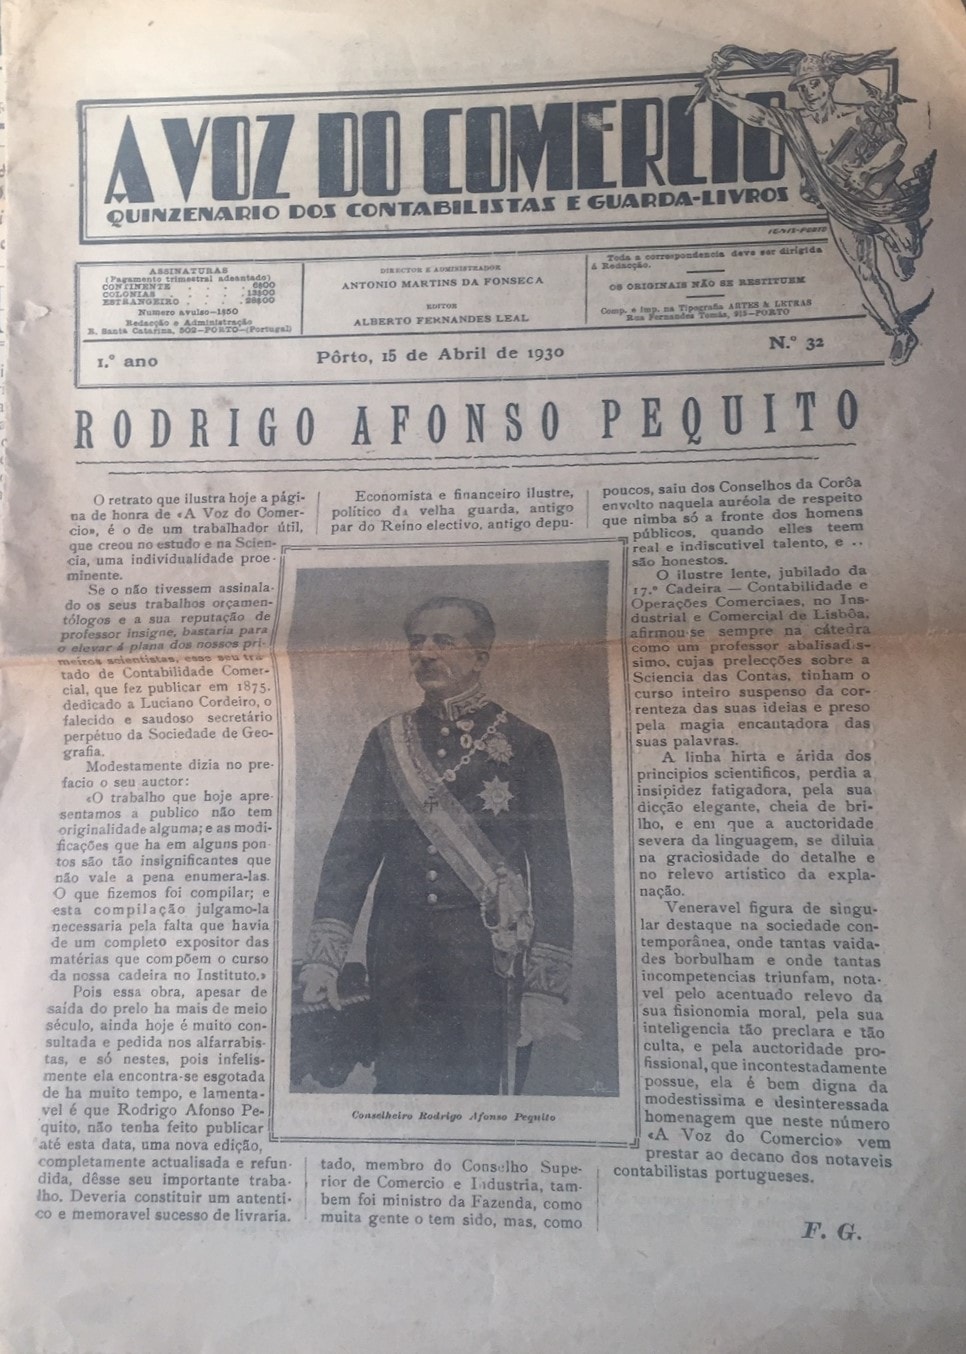 A VOZ DO COMERCIO
QUINZENARIO DOS CONTABILISTAS E GUARDA-LIVROS
IGNIS-PORTO
ASSINATURAS
(Pagamento trimestral adeantado)
CONTINENTE . . . 6$00
COLONIAS . . . . . 12$00
ESTRANGEIRO . . . . 28$00
Numero avulso-1$50
Redacção e Administração
R. Santa Catarina, 502-PORTO-(Portugal)
DIRECTOR E ADMINISTRADOR
ANTONIO MARTINS DA FONSECA
EDITOR
ALBERTO FERNANDES LEAL
Toda a correspondencia deve ser dirigida
á Redacção.
OS ORIGINAIS NÃO SE RESTITUEM
Comp. e Imp. na Tipografia ARTES & LETRAS
Rua Fernandes Tomás, 915-PORTO
1.º ano
Pôrto, 15 de Abril de 1930
N.º 32
RODRIGO AFONSO PEQUITO
O retrato que ilustra hoje a pági-
na de honra de «A Voz do Comer-
cio», é o de um trabalhador útil,
que creou no estudo e na Scien-
cia, uma individualidade proe-
minente.
Se o não tivessem assinala-
do os seus trabalhos orçamen-
tólogos e a sua reputação de
professor insigne, bastaria para
o elevar á plana dos nossos pri-
meiros scientistas, esse seu tra-
tado de Contabilidade Comer-
cial, que fez publicar em 1875,
dedicado a Luciano Cordeiro, o
falecido e saudoso secretário
perpétuo da Sociedade de Geo-
grafia.
Modestamente dizia no pre-
facio o seu auctor:
«O trabalho que hoje apre-
sentamos a publico não tem
originalidade alguma; e as modi-
ficações que ha em alguns pon-
tos são tão insignificantes que
não vale a pena enumera-las.
O que fizemos foi compilar; e
esta compilação julgamo-la
necessaria pela falta que havia
de um completo expositor das
matérias que compõem o curso
da nossa cadeira no Instituto.»
Pois essa obra, apesar de
saída do prelo ha mais de meio
século, ainda hoje é muito con-
sultada e pedida nos alfarrabis-
tas, e só nestes, pois infelis-
mente ela encontra-se esgotada
de ha muito tempo, e lamenta-
vel é que Rodrigo Afonso Pe-
quito, não tenha feito publicar
até esta data, uma nova edição,
completamente actualisada e refun-
dida, dêsse seu importante traba-
lho. Deveria constituir um autenti-
co e memoravel sucesso de livraria.
Economista e financeiro ilustre,
político da velha guarda, antigo
par do Reino electivo, antigo depu-
Conselheiro Rodrigo Afonso Pequito
tado, membro do Conselho Supe-
rior de Comercio e Industria, tam-
bem foi ministro da Fazenda, como
muita gente o tem sido, mas, como
poucos, saiu dos Conselhos da Corôa
envolto naquela auréola de respeito
que nimba só a fronte dos homens
públicos, quando elles teem
real e indiscutivel talento, e ..
são honestos.
O ilustre lente, jubilado da
17.ª Cadeira — Contabilidade e
Operações Comerciaes, no Ins-
dustrial e Comercial de Lisbôa,
afirmou-se sempre na cátedra
como um professor abalisadis-
simo, cujas prelecções sobre a
Sciencia das Contas, tinham o
curso inteiro suspenso da cor-
renteza das suas ideias e preso
pela magia encantadora das
suas palavras.
A linha hirta e árida dos
principios scientificos, perdia a
insipidez fatigadora, pela sua
dicção elegante, cheia de bri-
lho, e em que a auctoridade
severa da linguagem, se diluia
na graciosidade do detalhe e
no relevo artistico da expla-
nação.
Veneravel figura de singu-
lar destaque na sociedade con-
temporânea, onde tantas vaida-
des borbulham e onde tantas
incompetencias triunfam, nota-
vel pelo acentuado relevo da
sua fisionomia moral, pela sua
inteligencia tão preclara e tão
culta, e pela auctoridade pro-
fissional, que incontestadamente
possue, ela é bem digna da
modestissima e desinteressada
homenagem que neste número
«A Voz do Comercio» vem
prestar ao decano dos notaveis
contabilistas portugueses.
F. G.